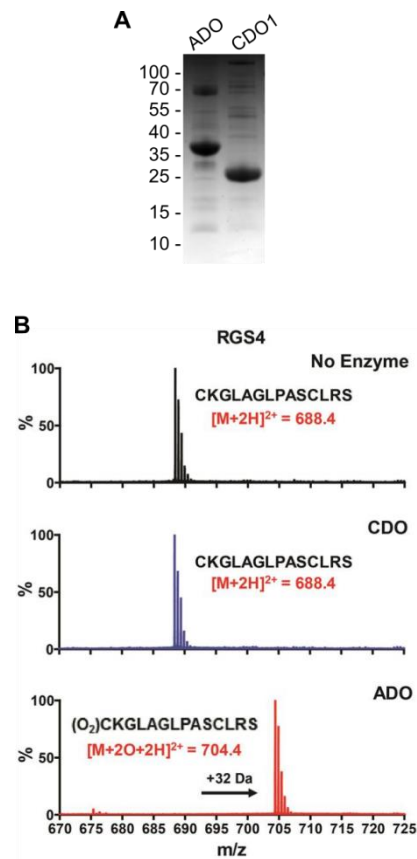 A
ADO CDO1
100 -
70 -
55 -
40 -
35 -
25 -
15 -
10 -
B
RGS4
No Enzyme
100
50
0
%
CKGLAGLPASCLRS
[M+2H]²⁺ = 688.4
CDO
100
50
0
%
CKGLAGLPASCLRS
[M+2H]²⁺ = 688.4
ADO
100
50
0
%
(O₂)CKGLAGLPASCLRS
[M+2O+2H]²⁺ = 704.4
+32 Da
670 675 680 685 690 695 700 705 710 715 720 725
m/z